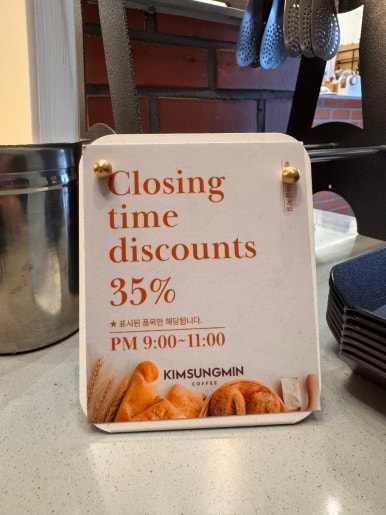 Closing
time
discounts
35%
★ 표시된 품목만 해당됩니다.
PM 9:00~11:00
KIMSUNGMIN
COFFEE